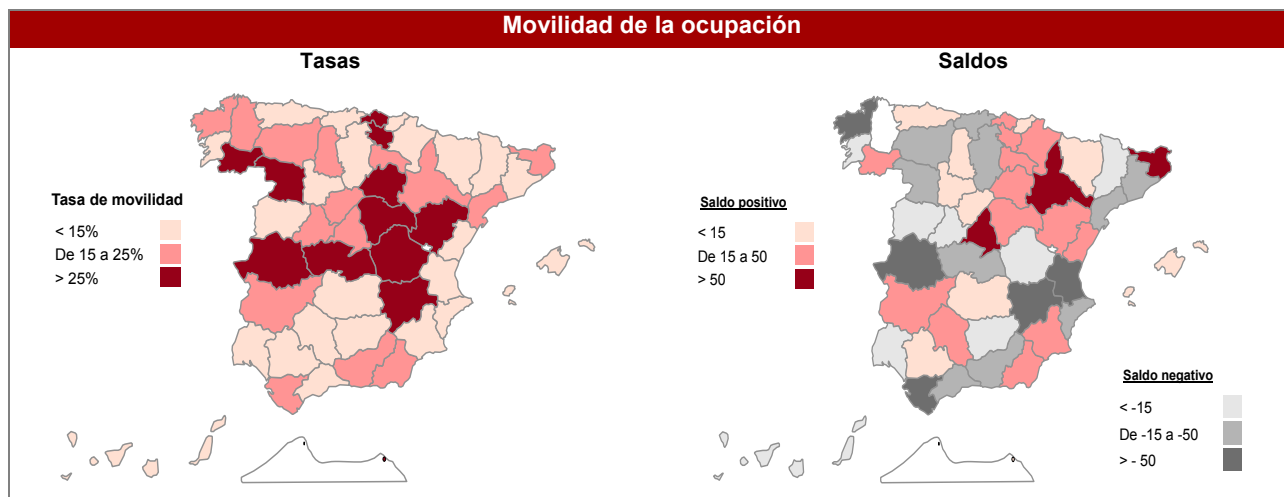 Movilidad de la ocupación
Tasas
Saldos
Tasa de movilidad
< 15%
De 15 a 25%
> 25%
Saldo positivo
< 15
De 15 a 50
> 50
Saldo negativo
< -15
De -15 a -50
> - 50